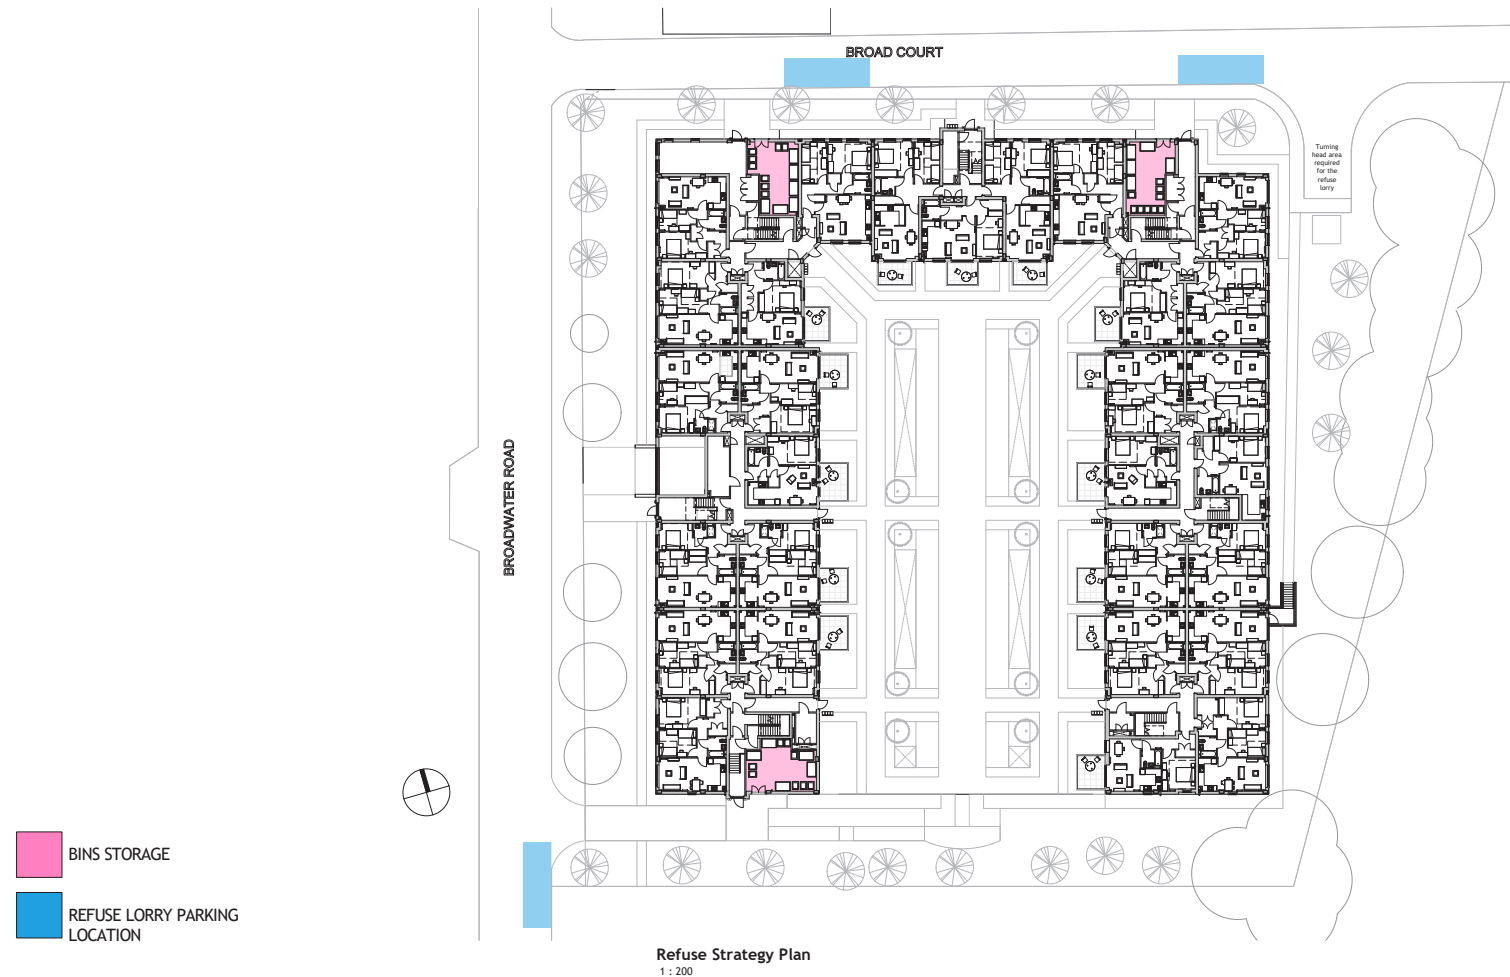 BROAD COURT
Turning
head area
required
for the
refuse
lorry
BROADWATER ROAD
BINS STORAGE
REFUSE LORRY PARKING
LOCATION
Refuse Strategy Plan
1 : 200